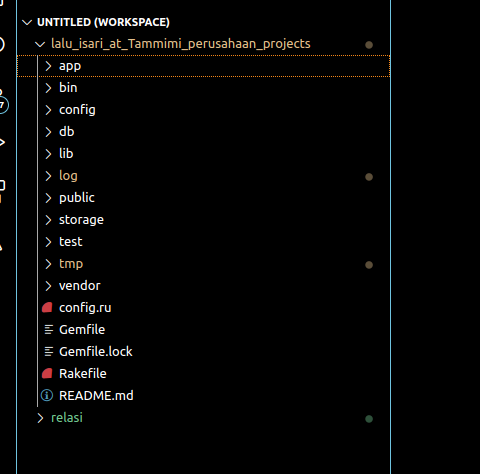 UNTITLED (WORKSPACE)
lalu_isari_at_Tammimi_perusahaan_projects
app
bin
config
db
lib
log
public
storage
test
tmp
vendor
config.ru
Gemfile
Gemfile.lock
Rakefile
README.md
relasi